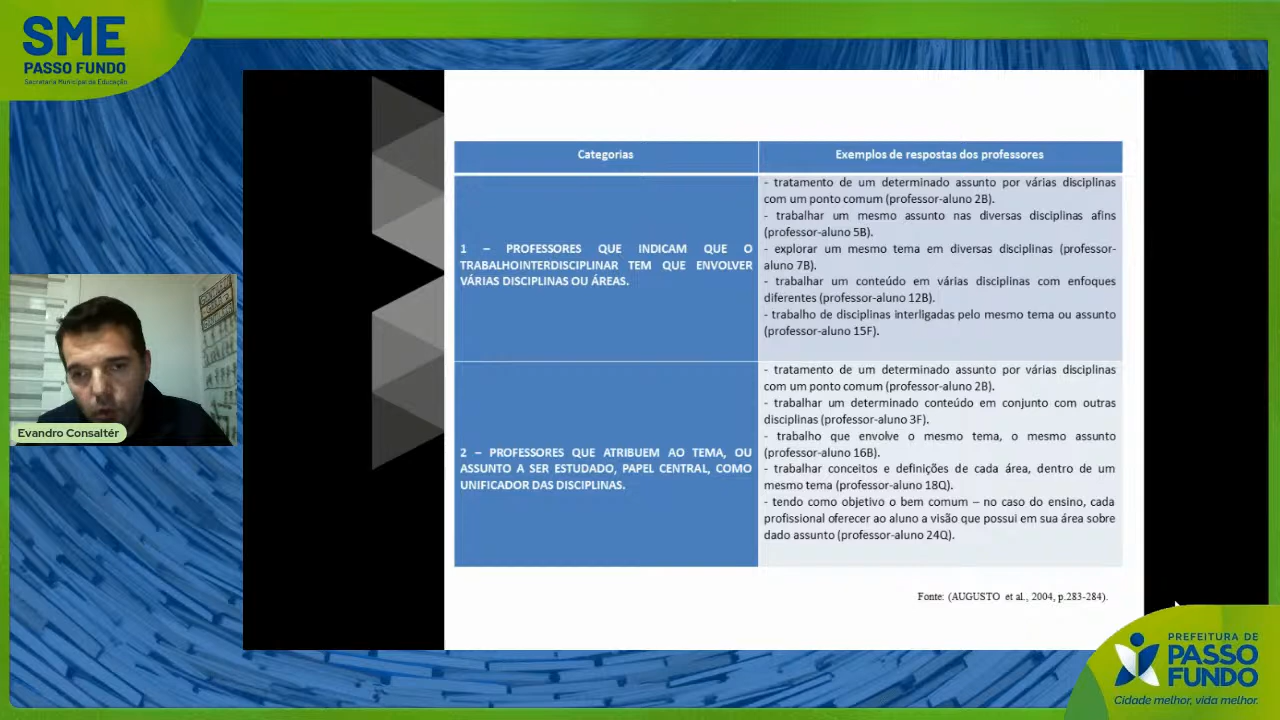 SME
PASSO FUNDO
Secretaria Municipal da Educação
Categorias
Exemplos de respostas dos professores
1 – PROFESSORES QUE INDICAM QUE O
TRABALHOINTERDISCIPLINAR TEM QUE ENVOLVER
VÁRIAS DISCIPLINAS OU ÁREAS.
- tratamento de um determinado assunto por várias disciplinas
com um ponto comum (professor-aluno 2B).
- trabalhar um mesmo assunto nas diversas disciplinas afins
(professor-aluno 5B).
- explorar um mesmo tema em diversas disciplinas (professor-
aluno 7B).
- trabalhar um conteúdo em várias disciplinas com enfoques
diferentes (professor-aluno 12B).
- trabalho de disciplinas interligadas pelo mesmo tema ou assunto
(professor-aluno 15F).
2 – PROFESSORES QUE ATRIBUEM AO TEMA, OU
ASSUNTO A SER ESTUDADO, PAPEL CENTRAL, COMO
UNIFICADOR DAS DISCIPLINAS.
- tratamento de um determinado assunto por várias disciplinas
com um ponto comum (professor-aluno 2B).
- trabalhar um determinado conteúdo em conjunto com outras
disciplinas (professor-aluno 3F).
- trabalho que envolve o mesmo tema, o mesmo assunto
(professor-aluno 16B).
- trabalhar conceitos e definições de cada área, dentro de um
mesmo tema (professor-aluno 18Q).
- tendo como objetivo o bem comum – no caso do ensino, cada
profissional oferecer ao aluno a visão que possui em sua área sobre
dado assunto (professor-aluno 24Q).
Fonte: (AUGUSTO et al., 2004, p.283-284).
Evandro Consaltér
PREFEITURA DE
PASSO
FUNDO
Cidade melhor, vida melhor.